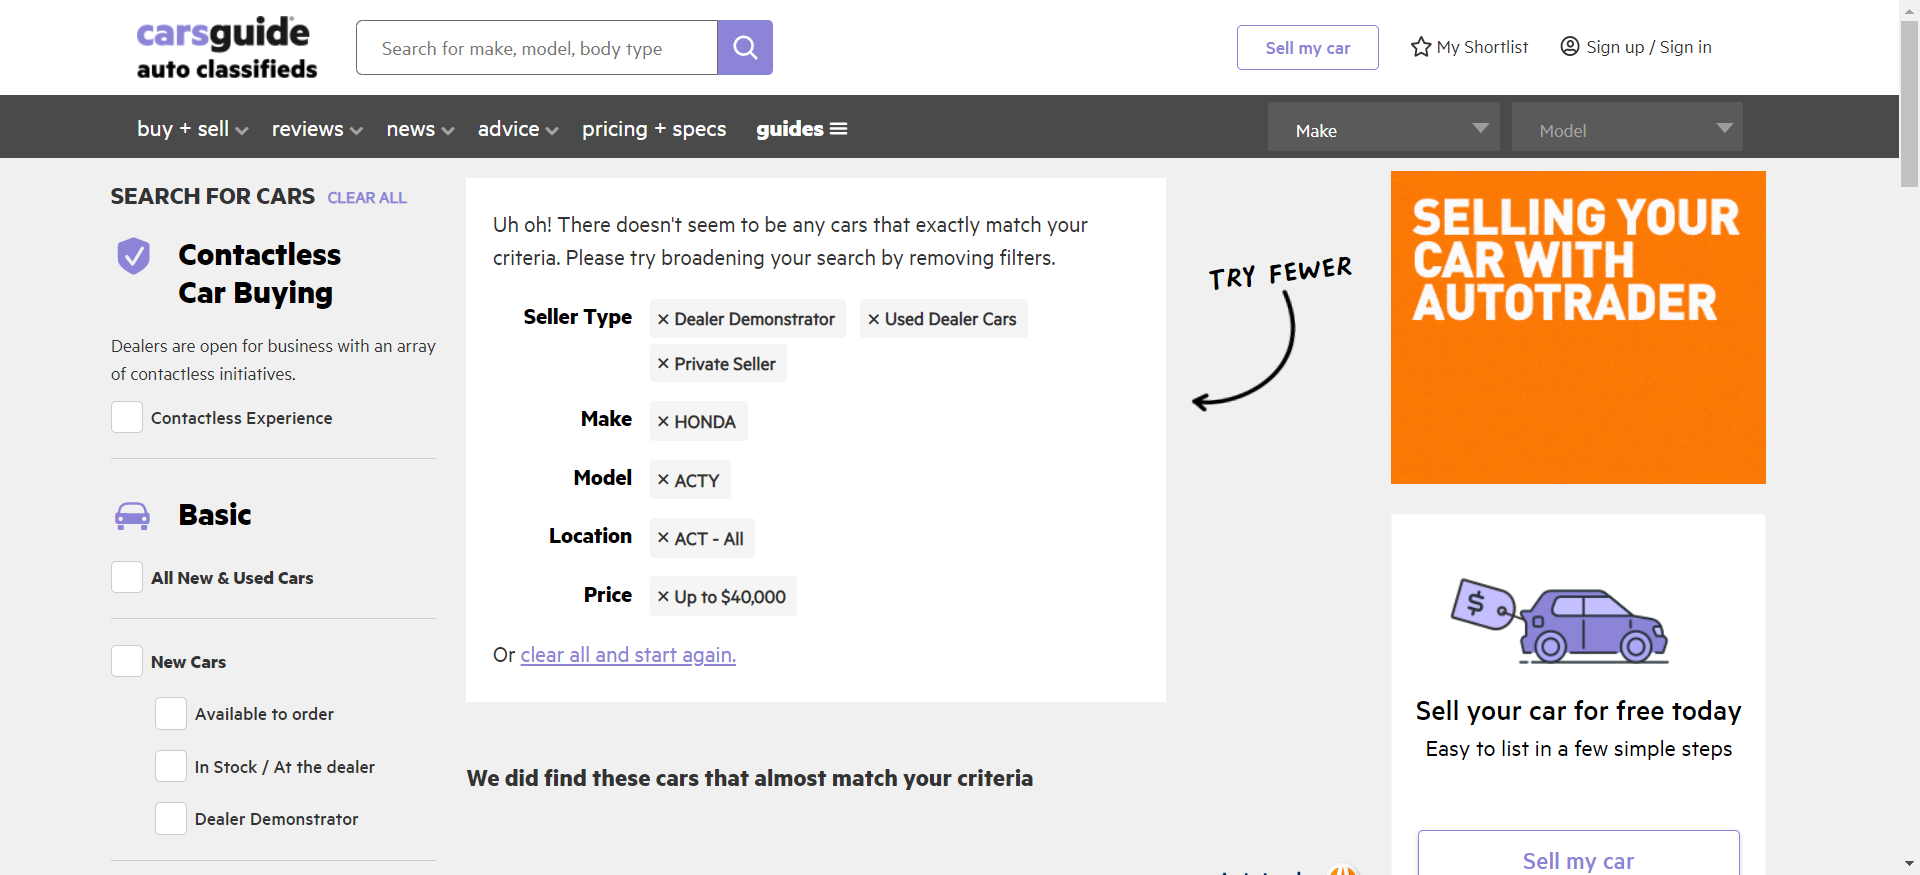 carsguide
auto classifieds
Search for make, model, body type
Sell my car
My Shortlist
Sign up / Sign in
buy + sell
reviews
news
advice
pricing + specs
guides
Make
Model
SEARCH FOR CARS CLEAR ALL
Contactless
Car Buying
Dealers are open for business with an array
of contactless initiatives.
Contactless Experience
Basic
All New & Used Cars
New Cars
Available to order
In Stock / At the dealer
Dealer Demonstrator
Uh oh! There doesn't seem to be any cars that exactly match your
criteria. Please try broadening your search by removing filters.
Seller Type × Dealer Demonstrator × Used Dealer Cars
× Private Seller
Make × HONDA
Model × ACTY
Location × ACT - All
Price × Up to $40,000
Or clear all and start again.
TRY FEWER
We did find these cars that almost match your criteria
SELLING YOUR
CAR WITH
AUTOTRADER
$
Sell your car for free today
Easy to list in a few simple steps
Sell my car